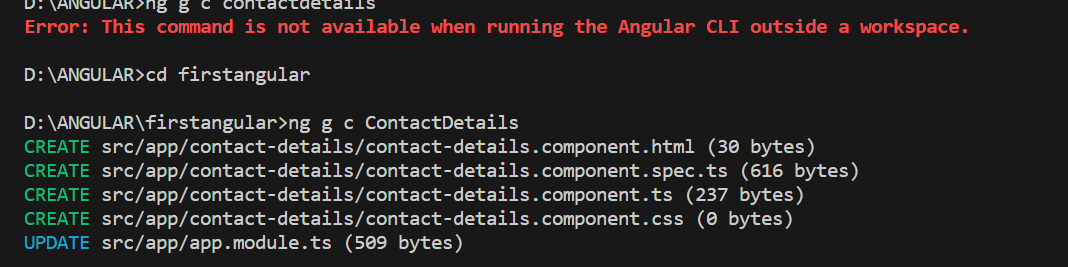 D:\ANGULAR>ng g c contactdetails
Error: This command is not available when running the Angular CLI outside a workspace.
D:\ANGULAR>cd firstangular
D:\ANGULAR\firstangular>ng g c ContactDetails
CREATE src/app/contact-details/contact-details.component.html (30 bytes)
CREATE src/app/contact-details/contact-details.component.spec.ts (616 bytes)
CREATE src/app/contact-details/contact-details.component.ts (237 bytes)
CREATE src/app/contact-details/contact-details.component.css (0 bytes)
UPDATE src/app/app.module.ts (509 bytes)